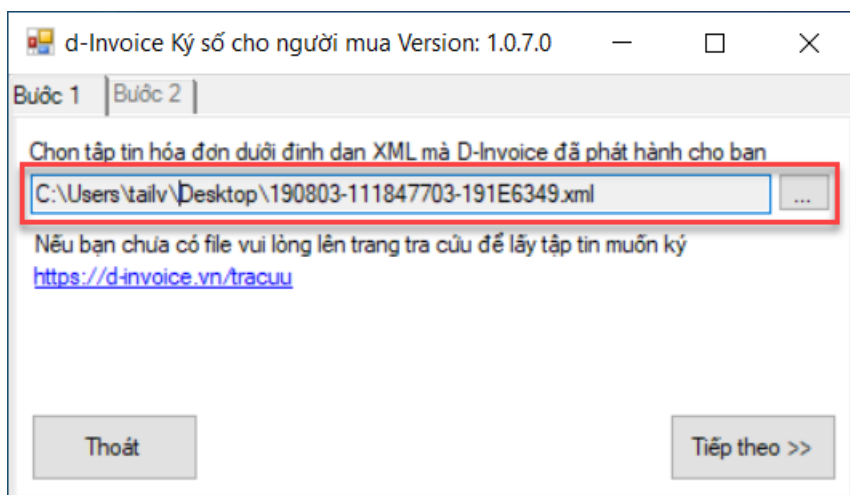 d-Invoice Ký số cho người mua Version: 1.0.7.0
Bước 1 Bước 2
Chọn tập tin hóa đơn dưới định dạn XML mà D-Invoice đã phát hành cho bạn
C:\Users\tailv\Desktop\190803-111847703-191E6349.xml ...
Nếu bạn chưa có file vui lòng lên trang tra cứu để lấy tập tin muốn ký
https://d-invoice.vn/tracuu
Thoát Tiếp theo >>